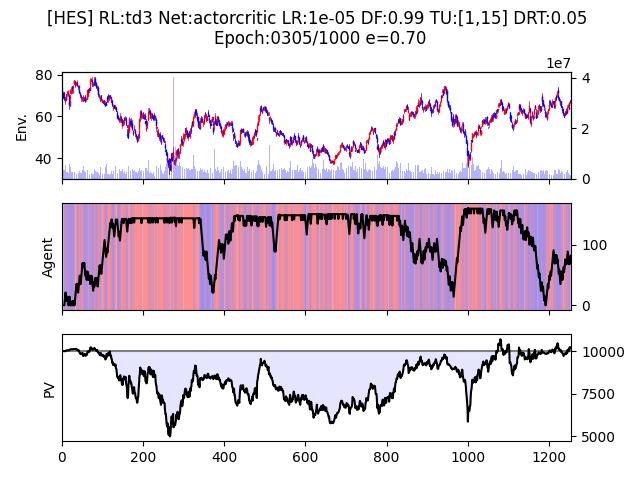 [HES] RL:td3 Net:actorcritic LR:1e-05 DF:0.99 TU:[1,15] DRT:0.05
Epoch:0305/1000 e=0.70
1e7
80
60
40
Env.
4
2
0
Agent
100
0
PV
10000
7500
5000
0 200 400 600 800 1000 1200